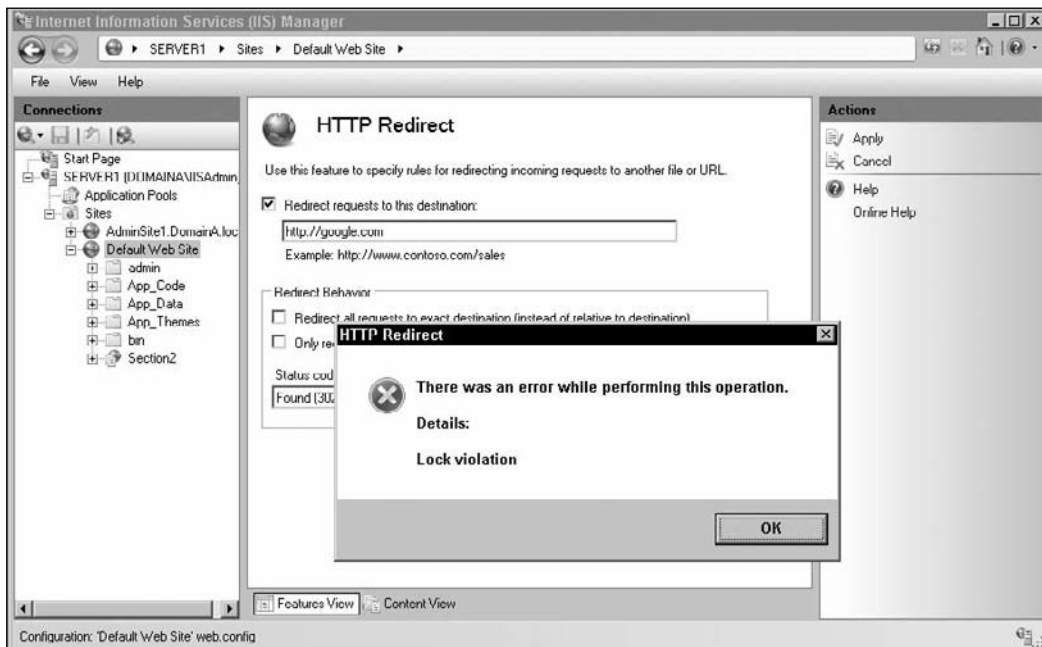 Internet Information Services (IIS) Manager
SERVER1 Sites Default Web Site
File View Help
Connections
Start Page
SERVER1 (DOMAINA\IISAdmin
Application Pools
Sites
AdminSite1.DomainA.loc
Default Web Site
admin
App_Code
App_Data
App_Themes
bin
Section2
HTTP Redirect
Use this feature to specify rules for redirecting incoming requests to another file or URL.
Redirect requests to this destination:
http://google.com
Example: http://www.contoso.com/sales
Redirect Behavior
Redirect all requests to exact destination (instead of relative to destination)
Only re
Status cod
Found (302
HTTP Redirect
There was an error while performing this operation.
Details:
Lock violation
OK
Features View Content View
Actions
Apply
Cancel
Help
Online Help
Configuration: 'Default Web Site' web.config